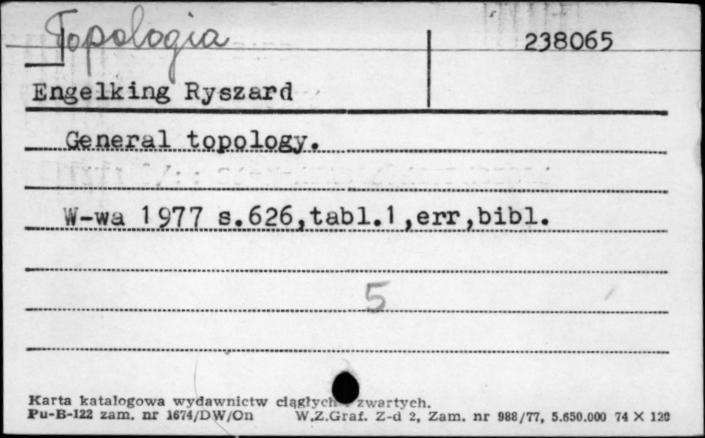 Topologia
238065
Engelking Ryszard
General topology.
W-wa 1977 s.626,tabl.1,err,bibl.
5
Karta katalogowa wydawnictw ciągłych zwartych.
Pu-B-122 zam. nr 1674/DW/On W.Z.Graf. Z-d 2, Zam. nr 988/77, 5.650.000 74 X 120